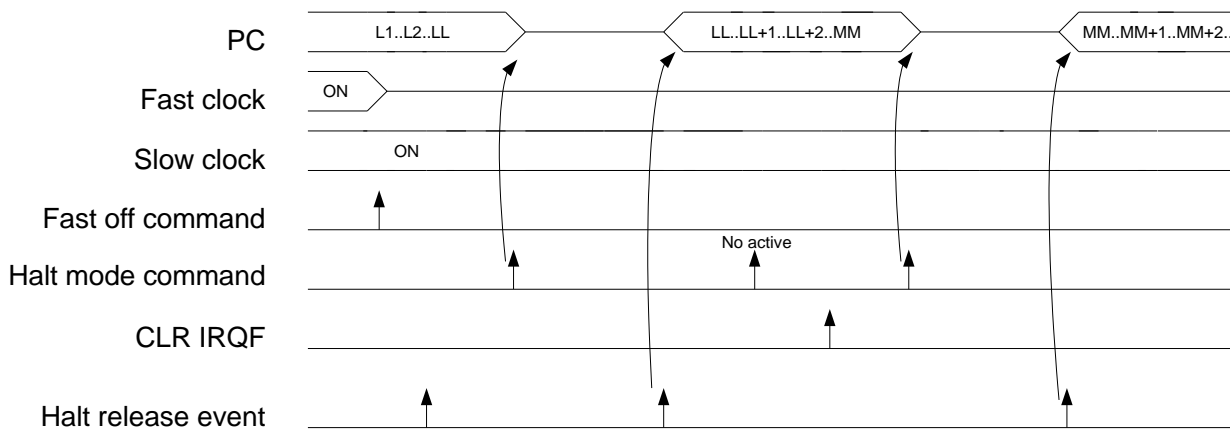 PC L1..L2..LL LL..LL+1..LL+2..MM MM..MM+1..MM+2..
Fast clock ON
Slow clock ON
Fast off command
Halt mode command No active
CLR IRQF
Halt release event